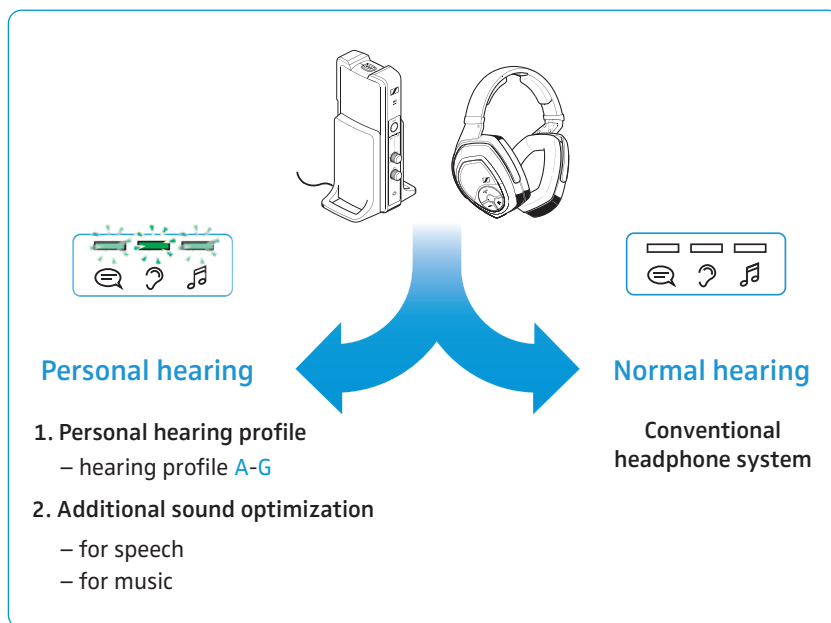 Personal hearing
1. Personal hearing profile
– hearing profile A-G
2. Additional sound optimization
– for speech
– for music
Normal hearing
Conventional
headphone system